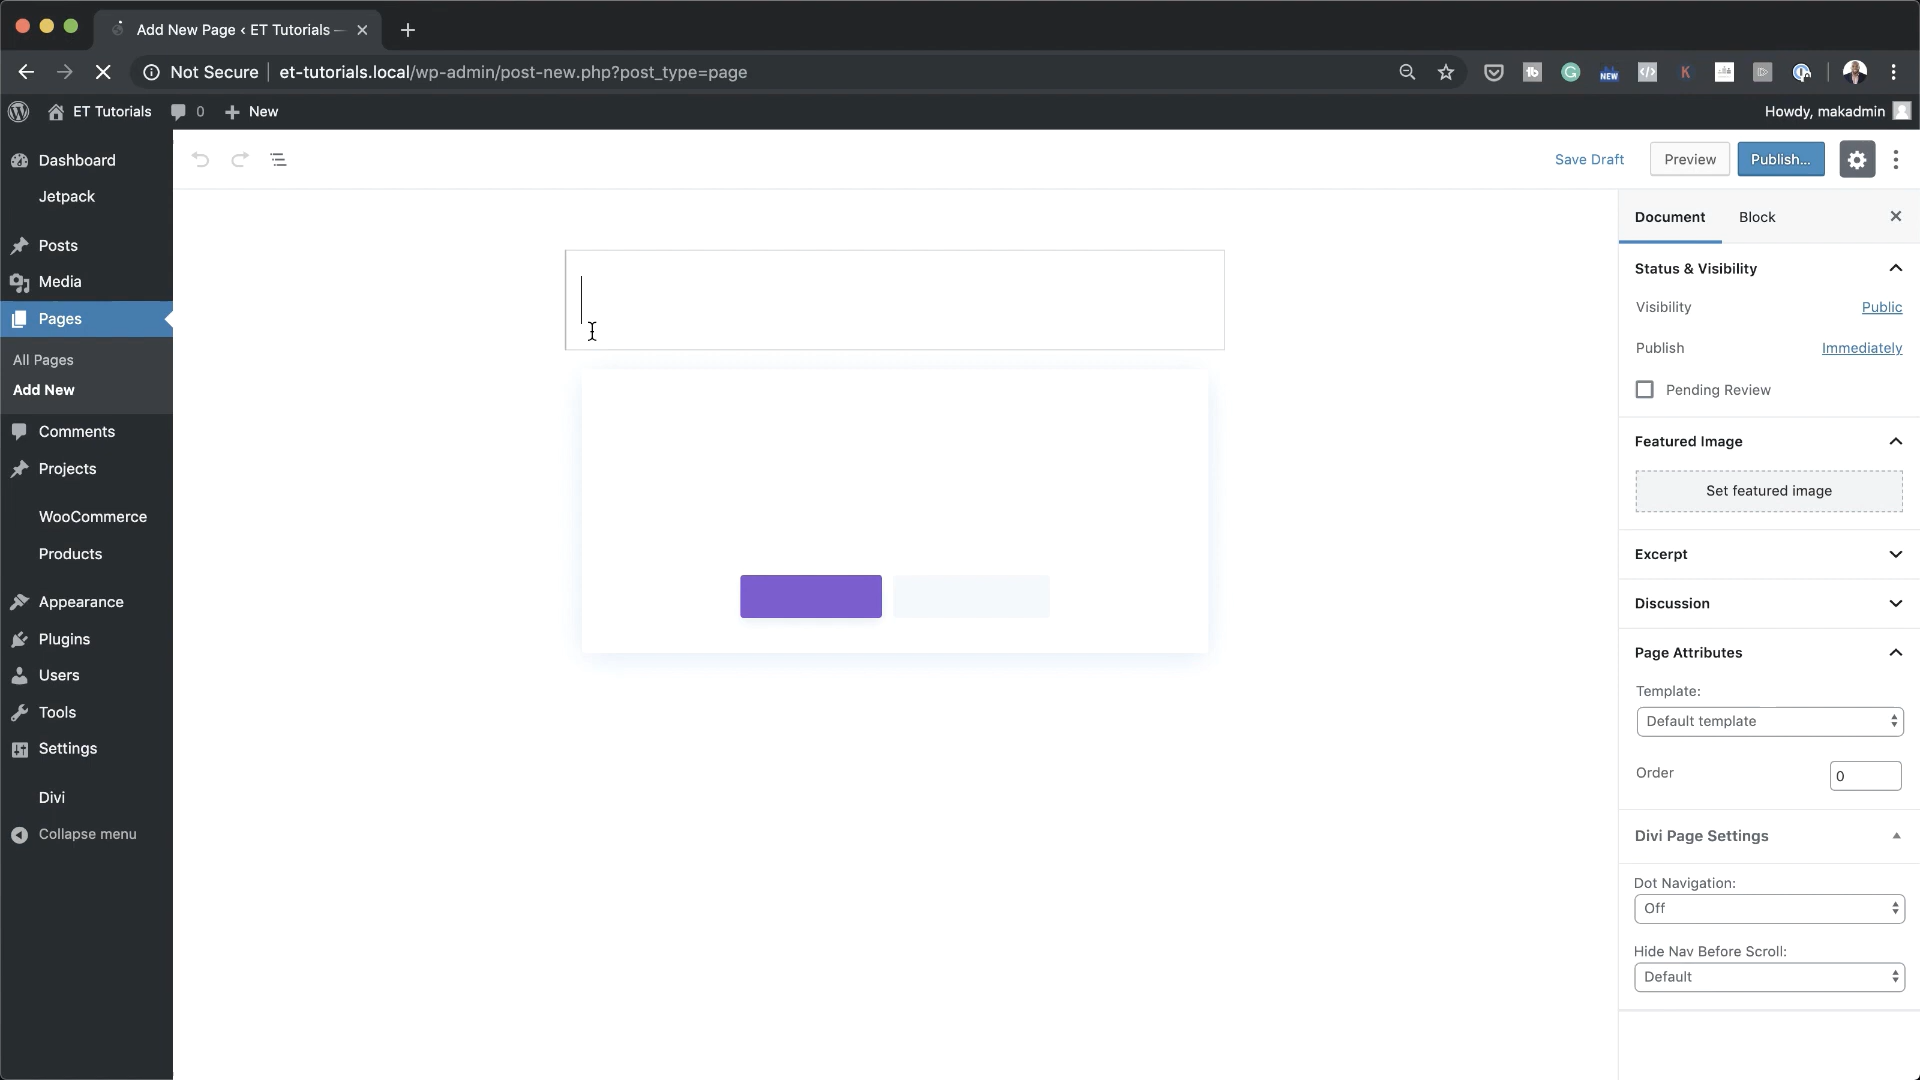 Add New Page ‹ ET Tutorials —
Not Secure
et-tutorials.local/wp-admin/post-new.php?post_type=page
NEW
K
ET Tutorials
0
New
Howdy, makadmin
Dashboard
Jetpack
Posts
Media
Pages
All Pages
Add New
Comments
Projects
WooCommerce
Products
Appearance
Plugins
Users
Tools
Settings
Divi
Collapse menu
Save Draft
Preview
Publish...
Document
Block
Status & Visibility
Visibility
Public
Publish
Immediately
Pending Review
Featured Image
Set featured image
Excerpt
Discussion
Page Attributes
Template:
Default template
Order
0
Divi Page Settings
Dot Navigation:
Off
Hide Nav Before Scroll:
Default